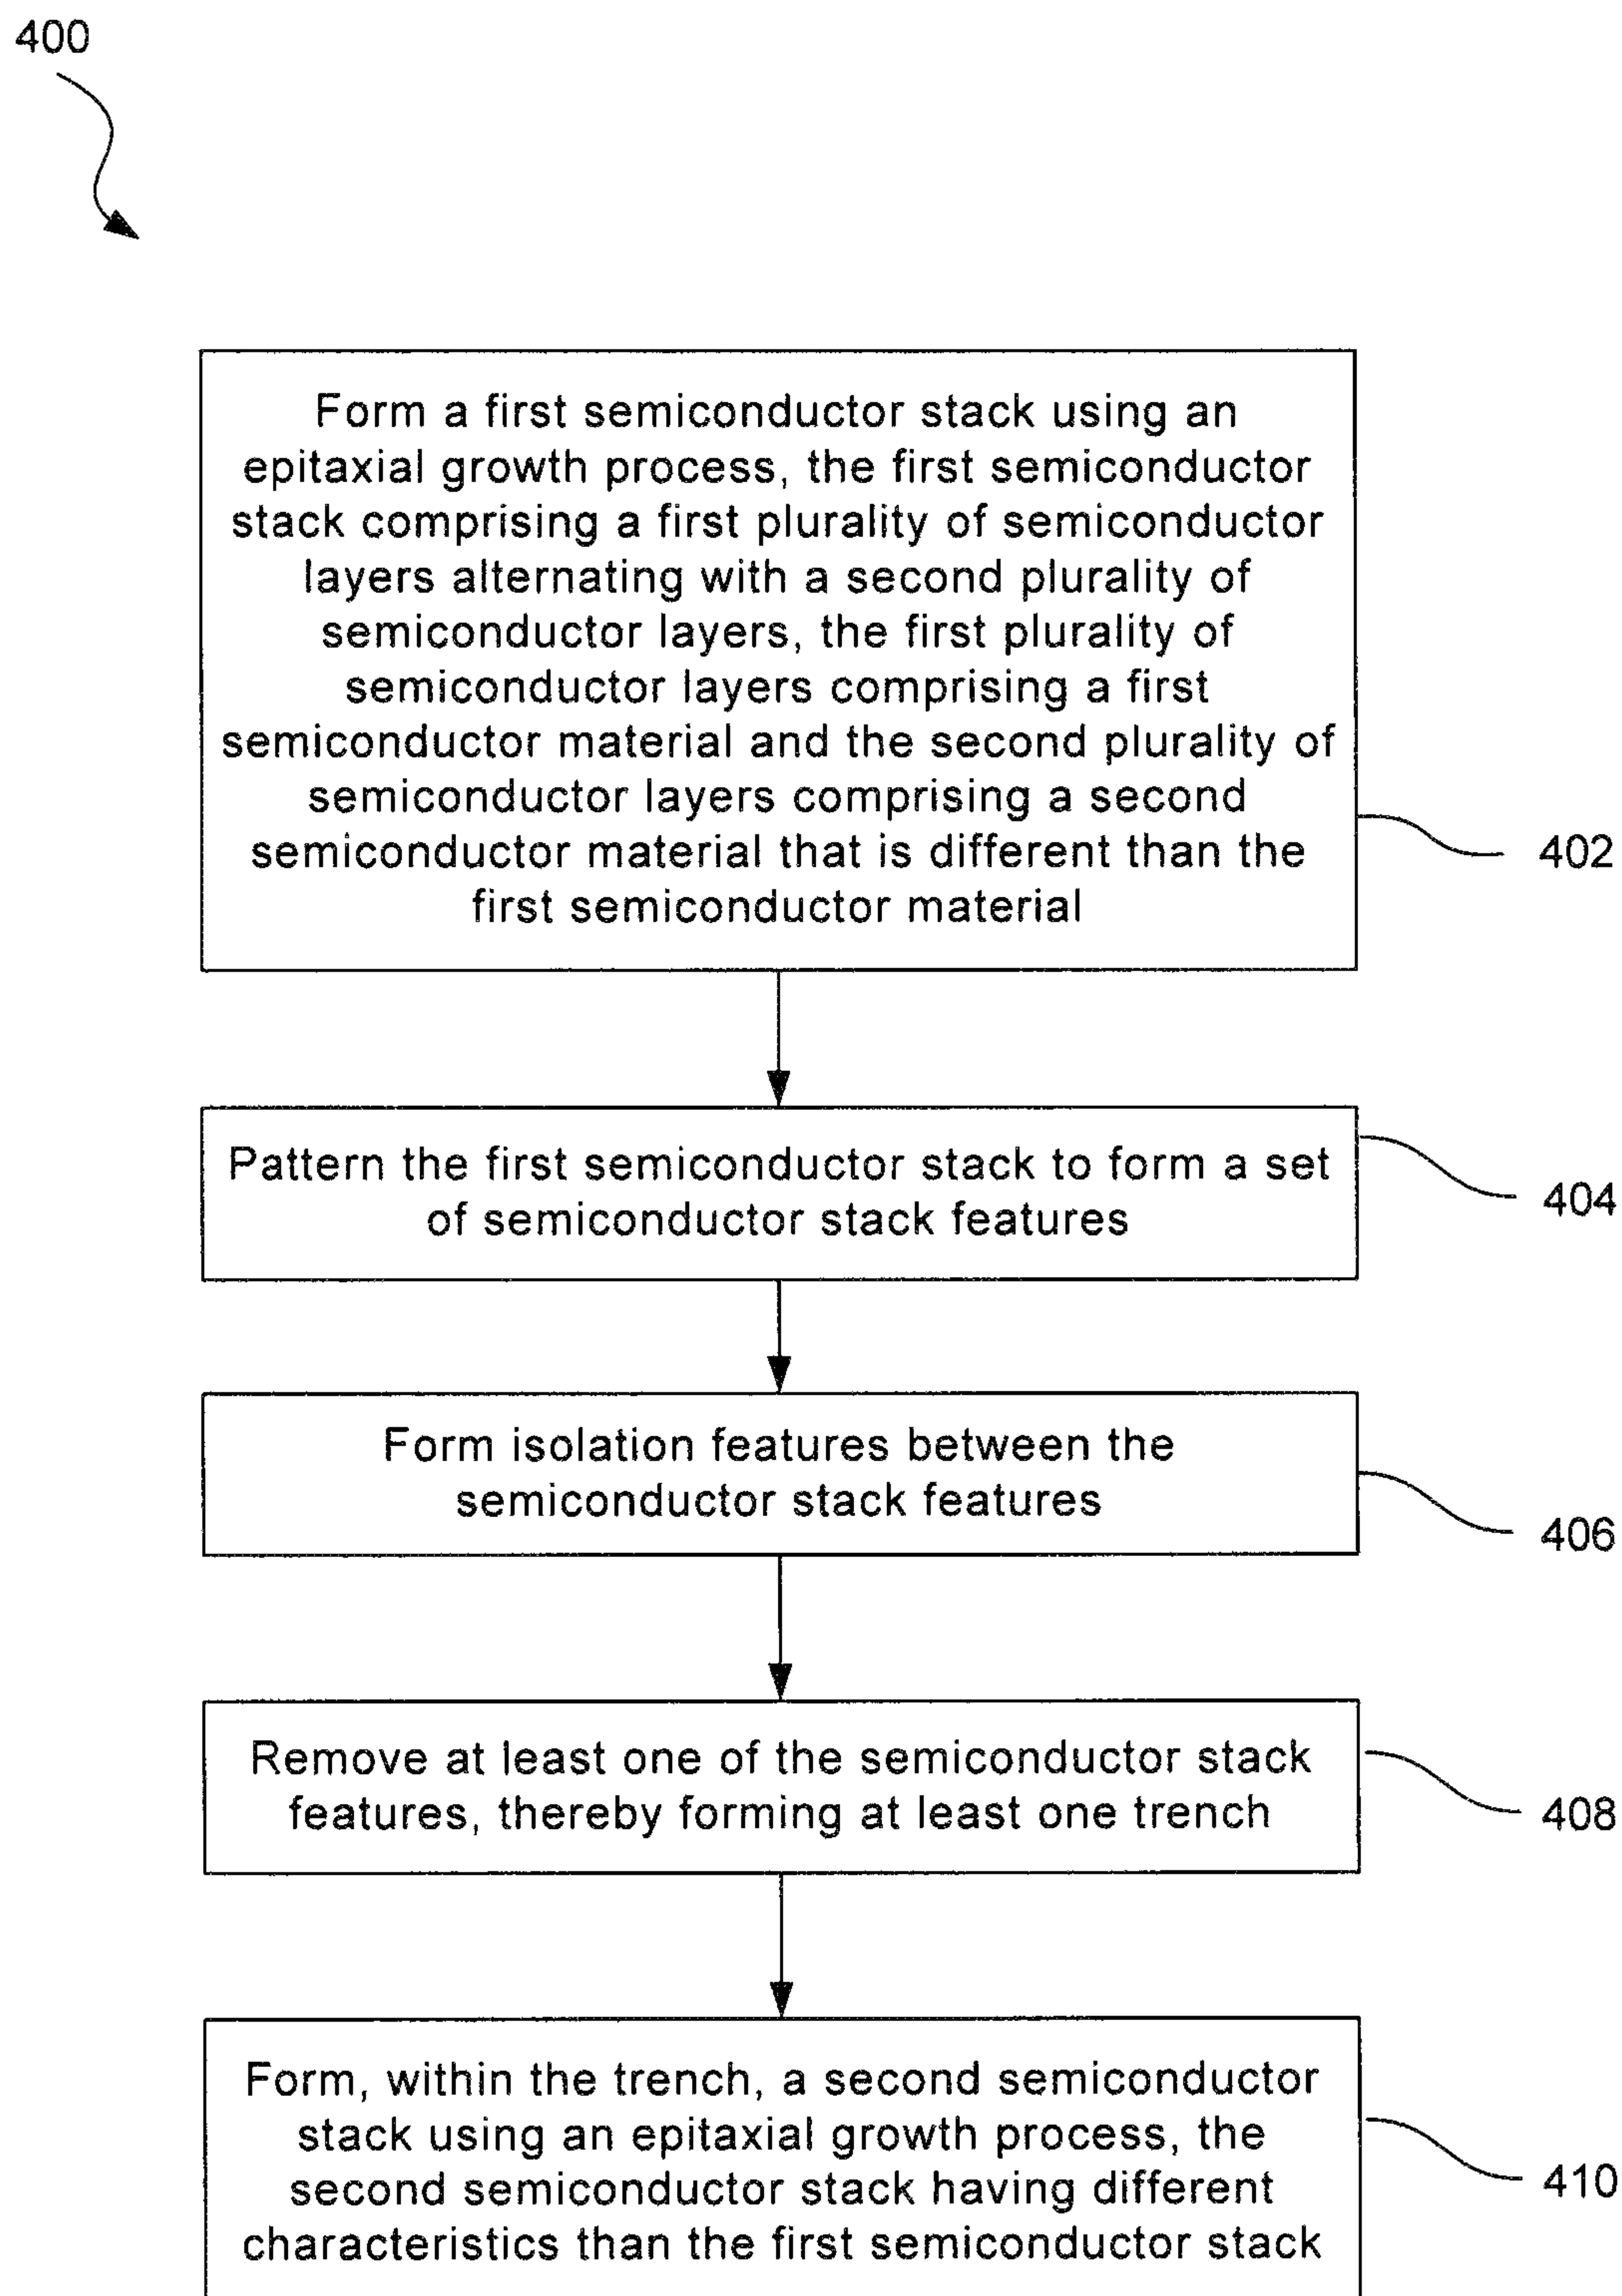 400
Form a first semiconductor stack using an
epitaxial growth process, the first semiconductor
stack comprising a first plurality of semiconductor
layers alternating with a second plurality of
semiconductor layers, the first plurality of
semiconductor layers comprising a first
semiconductor material and the second plurality of
semiconductor layers comprising a second
semiconductor material that is different than the
first semiconductor material
402
Pattern the first semiconductor stack to form a set
of semiconductor stack features
404
Form isolation features between the
semiconductor stack features
406
Remove at least one of the semiconductor stack
features, thereby forming at least one trench
408
Form, within the trench, a second semiconductor
stack using an epitaxial growth process, the
second semiconductor stack having different
characteristics than the first semiconductor stack
410